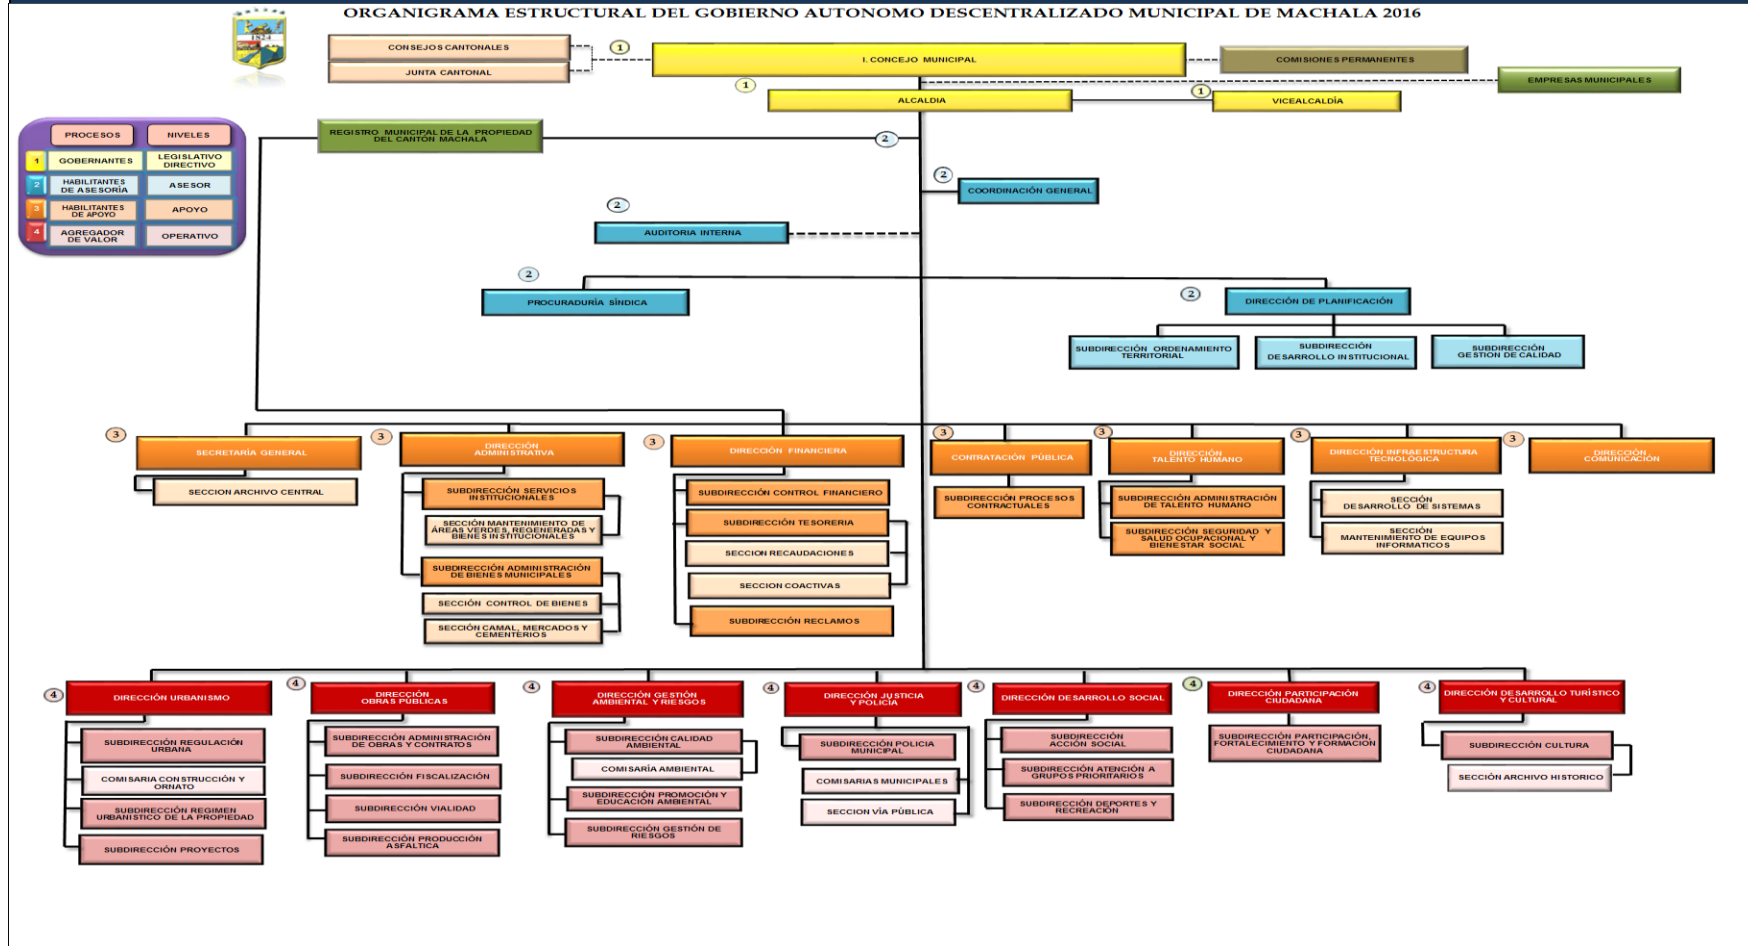 ORGANIGRAMA ESTRUCTURAL DEL GOBIERNO AUTONOMO DESCENTRALIZADO MUNICIPAL DE MACHALA 2016
1824
CONSEJOS CANTONALES
JUNTA CANTONAL
1
I. CONCEJO MUNICIPAL
COMISIONES PERMANENTES
EMPRESAS MUNICIPALES
1
ALCALDIA
1
VICEALCALDÌA
PROCESOS
NIVELES
1
GOBERNANTES
LEGISLATIVO
DIRECTIVO
2
HABILITANTES
DE ASESORÍA
ASESOR
3
HABILITANTES
DE APOYO
APOYO
4
AGREGADOR
DE VALOR
OPERATIVO
REGISTRO MUNICIPAL DE LA PROPIEDAD
DEL CANTÓN MACHALA
2
2
COORDINACIÓN GENERAL
2
AUDITORIA INTERNA
2
PROCURADURÍA SÍNDICA
2
DIRECCIÓN DE PLANIFICACIÓN
SUBDIRECCIÓN ORDENAMIENTO
TERRITORIAL
SUBDIRECCIÓN
DESARROLLO INSTITUCIONAL
SUBDIRECCIÓN
GESTION DE CALIDAD
3
SECRETARÍA GENERAL
SECCION ARCHIVO CENTRAL
3
DIRECCIÓN
ADMINISTRATIVA
SUBDIRECCIÓN SERVICIOS
INSTITUCIONALES
SECCIÓN MANTENIMIENTO DE
ÁREAS VERDES, REGENERADAS Y
BIENES INSTITUCIONALES
SUBDIRECCIÓN ADMINISTRACIÓN
DE BIENES MUNICIPALES
SECCIÓN CONTROL DE BIENES
SECCIÓN CAMAL, MERCADOS Y
CEMENTERIOS
3
DIRECCIÓN FINANCIERA
SUBDIRECCIÓN CONTROL FINANCIERO
SUBDIRECCIÓN TESORERIA
SECCION RECAUDACIONES
SECCION COACTIVAS
SUBDIRECCIÓN RECLAMOS
3
CONTRATACIÓN PÚBLICA
SUBDIRECCIÓN PROCESOS
CONTRACTUALES
3
DIRECCIÓN
TALENTO HUMANO
SUBDIRECCIÓN ADMINISTRACIÓN
DE TALENTO HUMANO
SUBDIRECCIÓN SEGURIDAD Y
SALUD OCUPACIONAL Y
BIENESTAR SOCIAL
3
DIRECCIÓN INFRAESTRUCTURA
TECNOLÓGICA
SECCIÓN
DESARROLLO DE SISTEMAS
SECCIÓN
MANTENIMIENTO DE EQUIPOS
INFORMATICOS
3
DIRECCIÓN
COMUNICACIÓN
4
DIRECCIÓN URBANISMO
SUBDIRECCIÓN REGULACIÓN
URBANA
COMISARIA CONSTRUCCIÓN Y
ORNATO
SUBDIRECCIÓN REGIMEN
URBANISTICO DE LA PROPIEDAD
SUBDIRECCIÓN PROYECTOS
4
DIRECCIÓN
OBRAS PÚBLICAS
SUBDIRECCIÓN ADMINISTRACIÓN
DE OBRAS Y CONTRATOS
SUBDIRECCIÓN FISCALIZACIÓN
SUBDIRECCIÓN VIALIDAD
SUBDIRECCIÓN PRODUCCIÓN
ASFALTICA
4
DIRECCIÓN GESTIÓN
AMBIENTAL Y RIESGOS
SUBDIRECCIÓN CALIDAD
AMBIENTAL
COMISARÍA AMBIENTAL
SUBDIRECCIÓN PROMOCIÓN Y
EDUCACIÓN AMBIENTAL
SUBDIRECCIÓN GESTIÓN DE
RIESGOS
4
DIRECCIÓN JUSTICIA
Y POLICÍA
SUBDIRECCIÓN POLICIA
MUNICIPAL
COMISARIAS MUNICIPALES
SECCION VÍA PÚBLICA
4
DIRECCIÓN DESARROLLO SOCIAL
SUBDIRECCIÓN
ACCIÓN SOCIAL
SUBDIRECCIÓN ATENCIÓN A
GRUPOS PRIORITARIOS
SUBDIRECCIÓN DEPORTES Y
RECREACIÓN
4
DIRECCIÓN PARTICIPACIÓN
CIUDADANA
SUBDIRECCIÓN PARTICIPACIÓN,
FORTALECIMIENTO Y FORMACION
CIUDADANA
4
DIRECCIÓN DESARROLLO TURÍSTICO
Y CULTURAL
SUBDIRECCIÓN CULTURA
SECCIÓN ARCHIVO HISTORICO